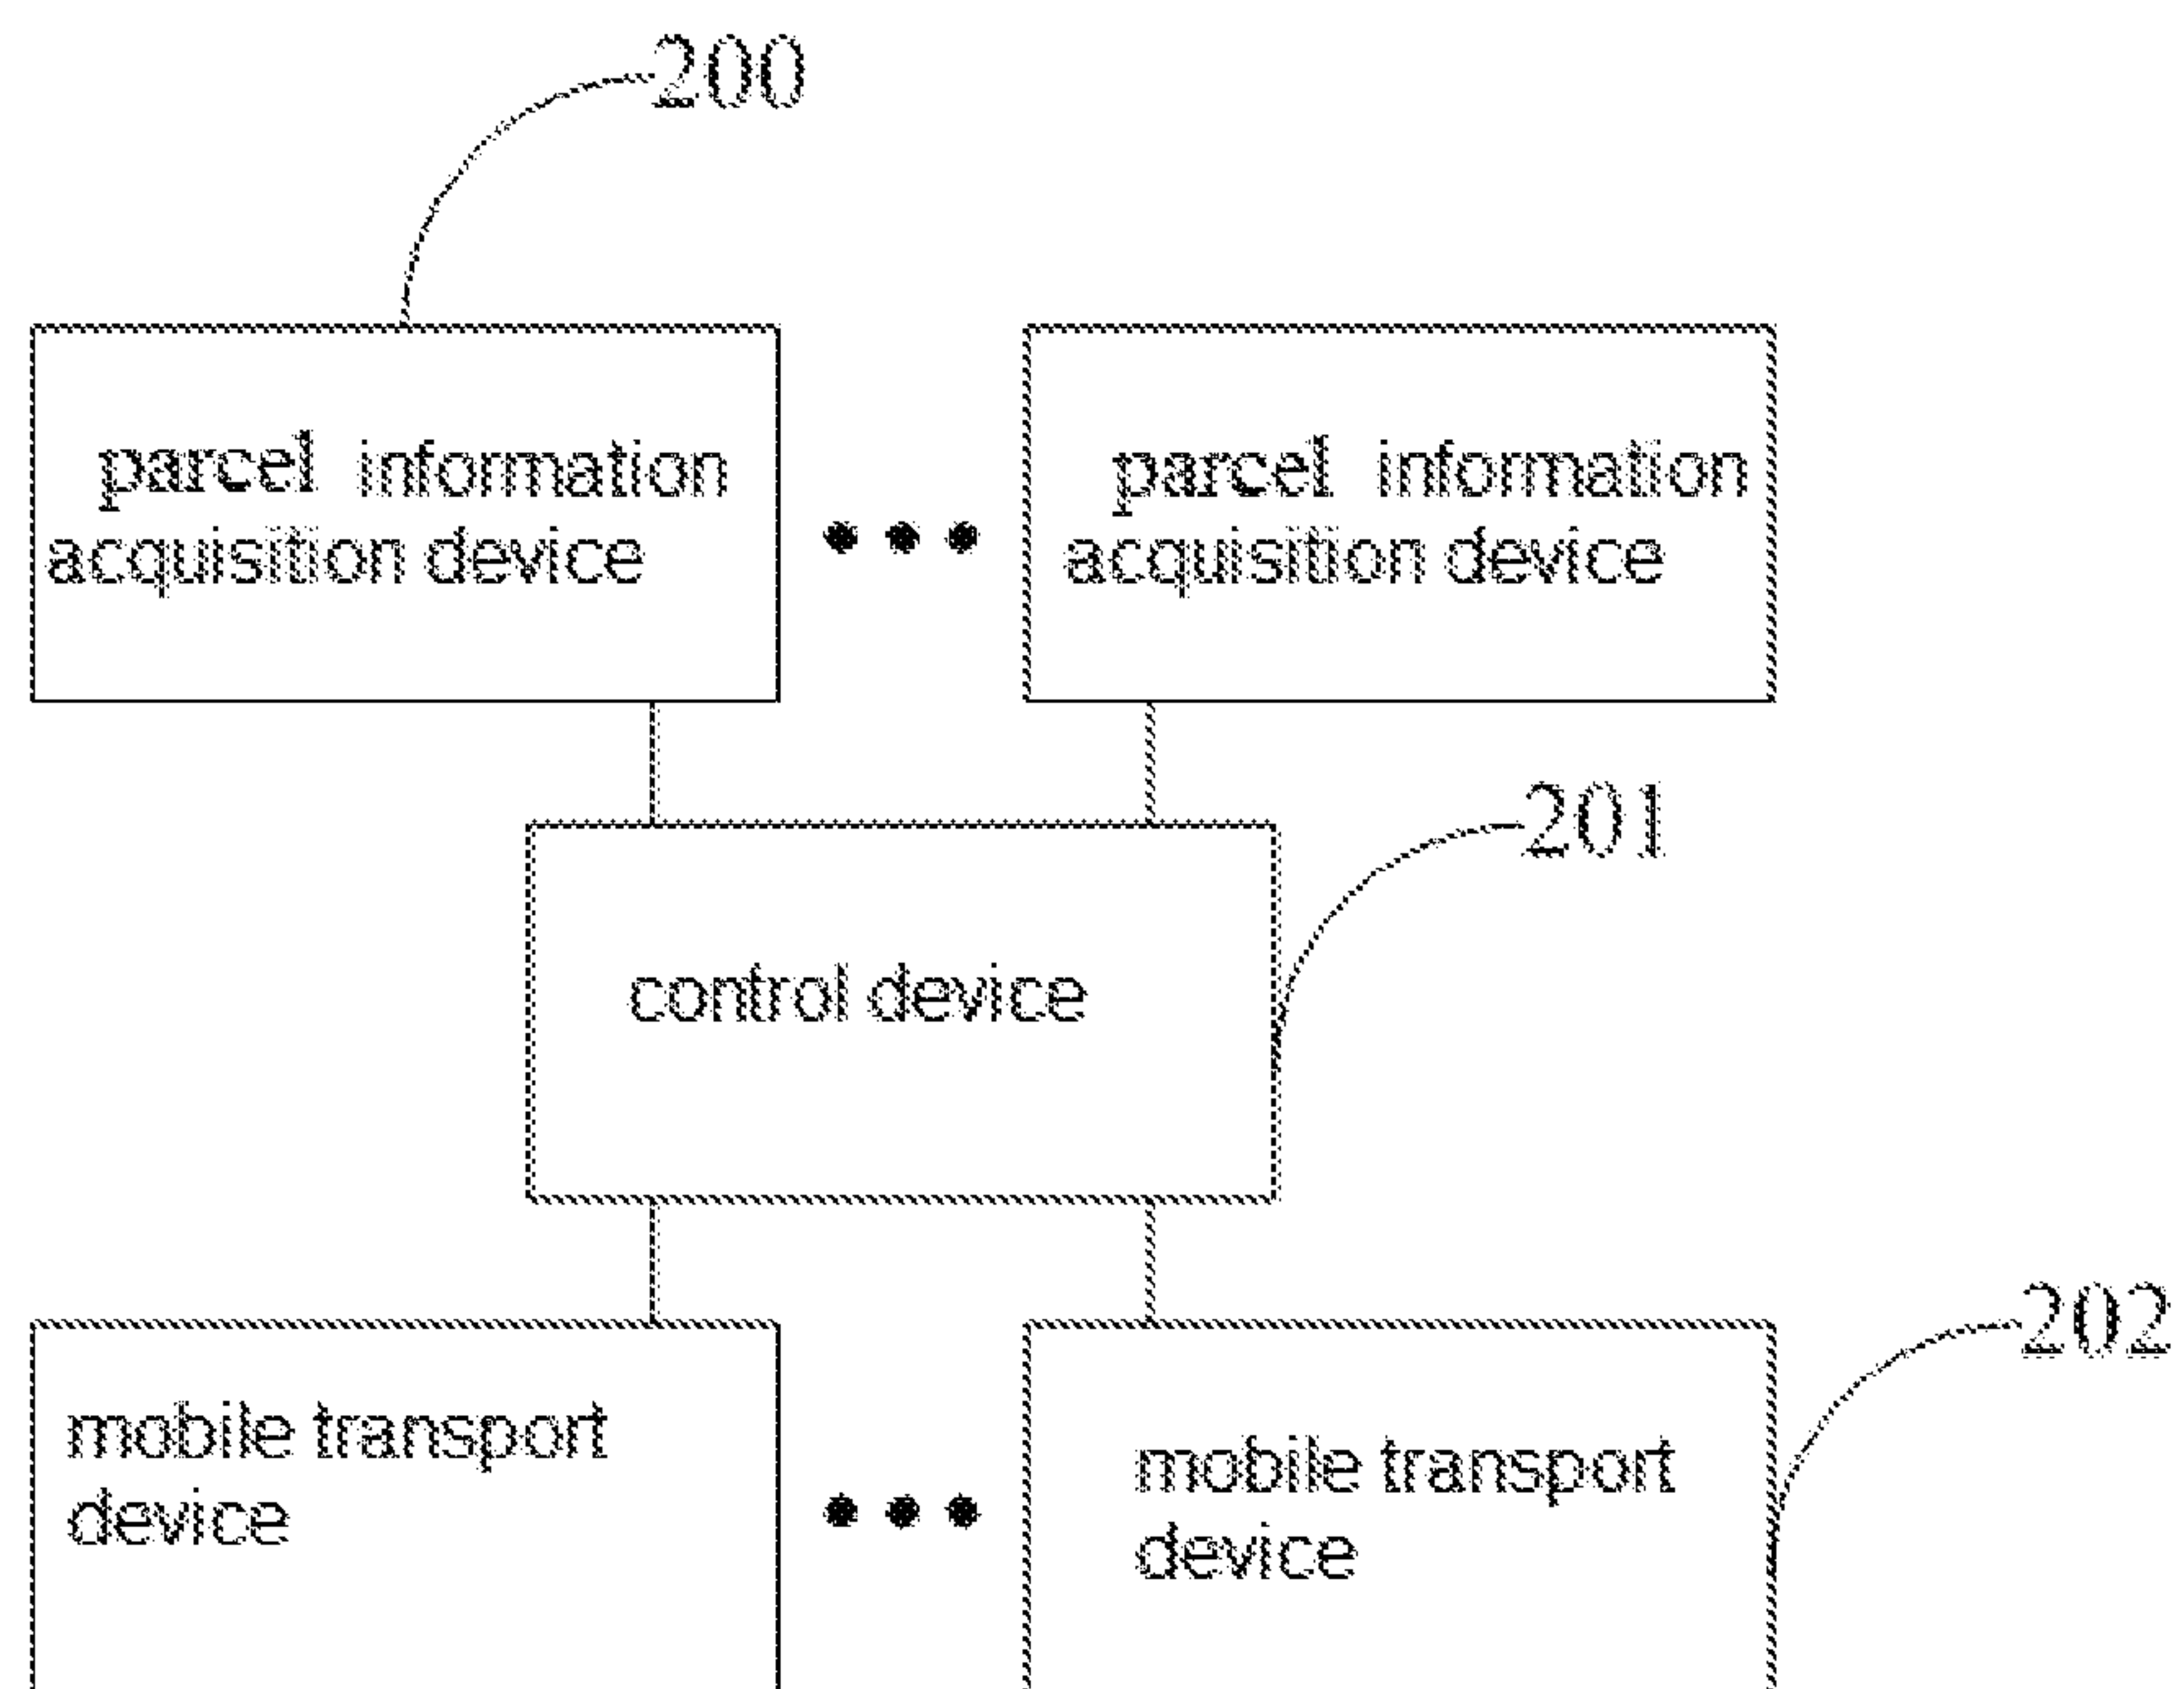 200
parcel information
acquisition device
parcel information
acquisition device
201
control device
202
mobile transport
device
mobile transport
device